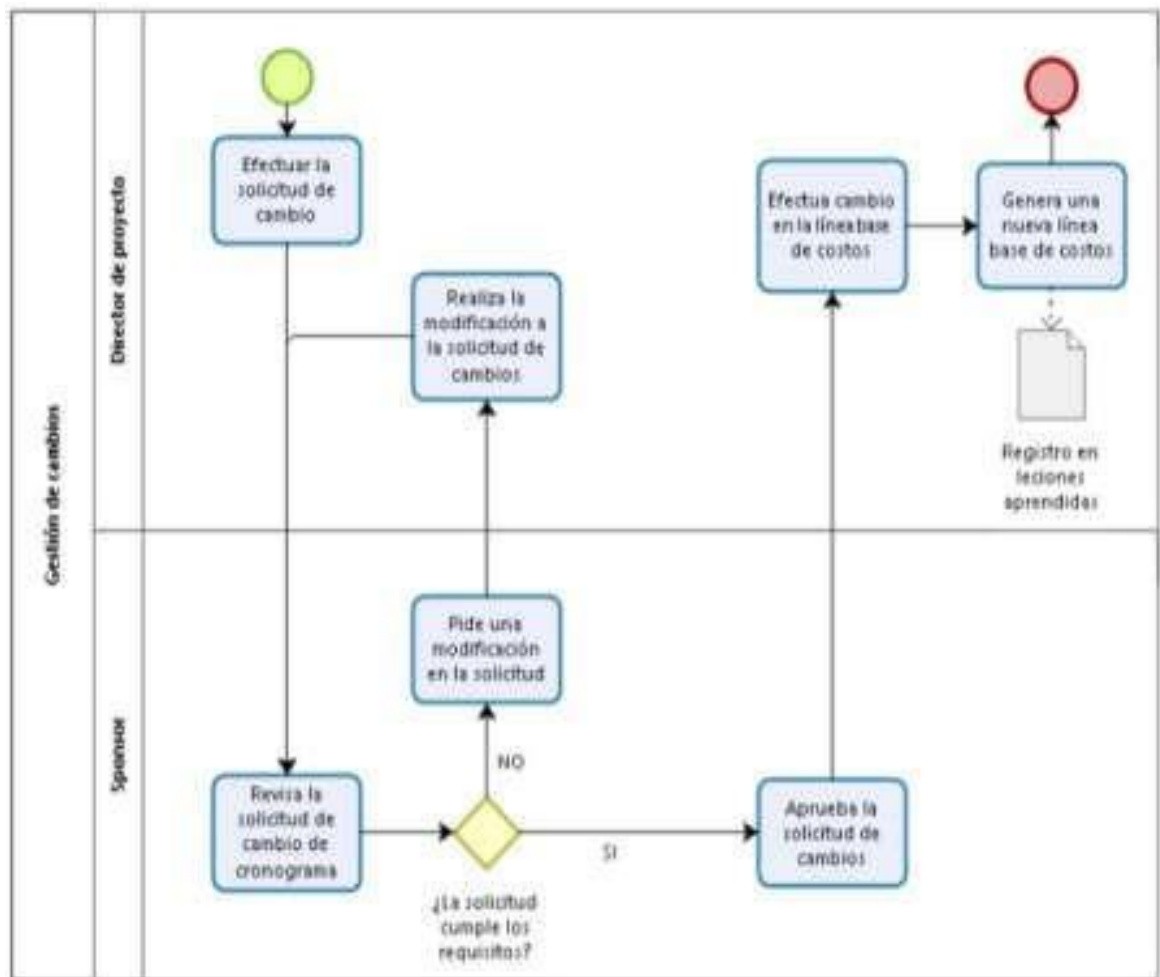 Gestión de cambios
Director de proyecto
Efectuar la
solicitud de
cambio
Realiza la
modificación a
la solicitud de
cambios
Efectua cambio
en la línea base
de costos
Genera una
nueva línea
base de costos
Registro en
leciones
aprendidas
Sponsor
Pide una
modificación
en la solicitud
NO
Revisa la
solicitud de
cambio de
cronograma
¿La solicitud
cumple los
requisitos?
SI
Aprueba la
solicitud de
cambios